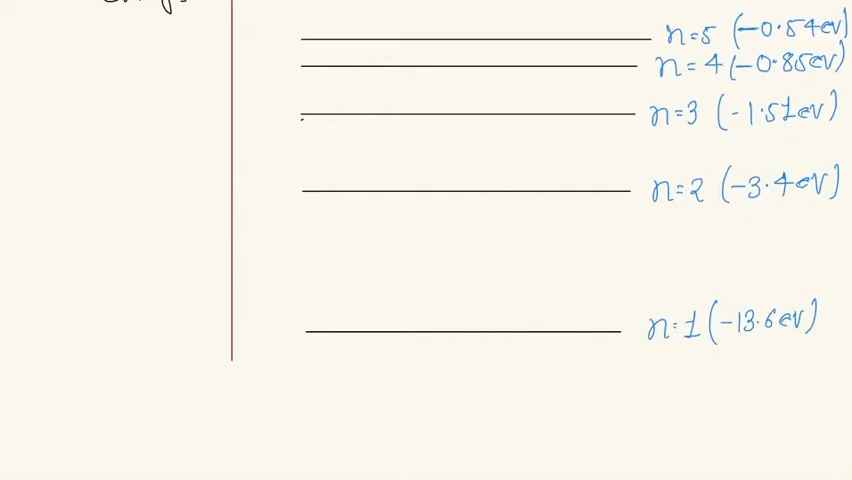 n=5 (-0.54eV)
n=4 (-0.85eV)
n=3 (-1.51eV)
n=2 (-3.4eV)
n=1 (-13.6eV)